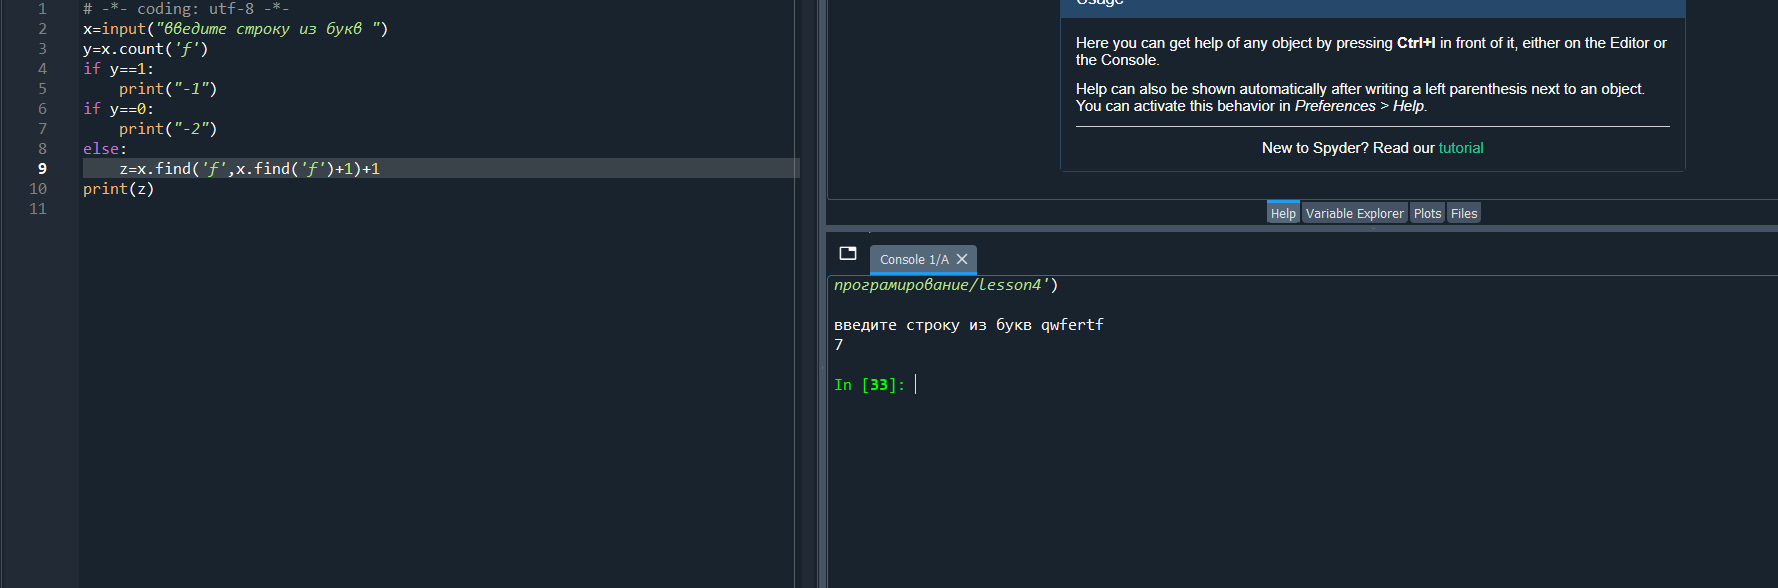 1 # -*- coding: utf-8 -*-
2 x=input("введите строку из букв ")
3 y=x.count('f')
4 if y==1:
5 print("-1")
6 if y==0:
7 print("-2")
8 else:
9 z=x.find('f',x.find('f')+1)+1
10 print(z)
11
Usage
Here you can get help of any object by pressing Ctrl+I in front of it, either on the Editor or
the Console.
Help can also be shown automatically after writing a left parenthesis next to an object.
You can activate this behavior in Preferences > Help.
New to Spyder? Read our tutorial
Help Variable Explorer Plots Files
Console 1/A
програмирование/lesson4')
введите строку из букв qwfertf
7
In [33]: